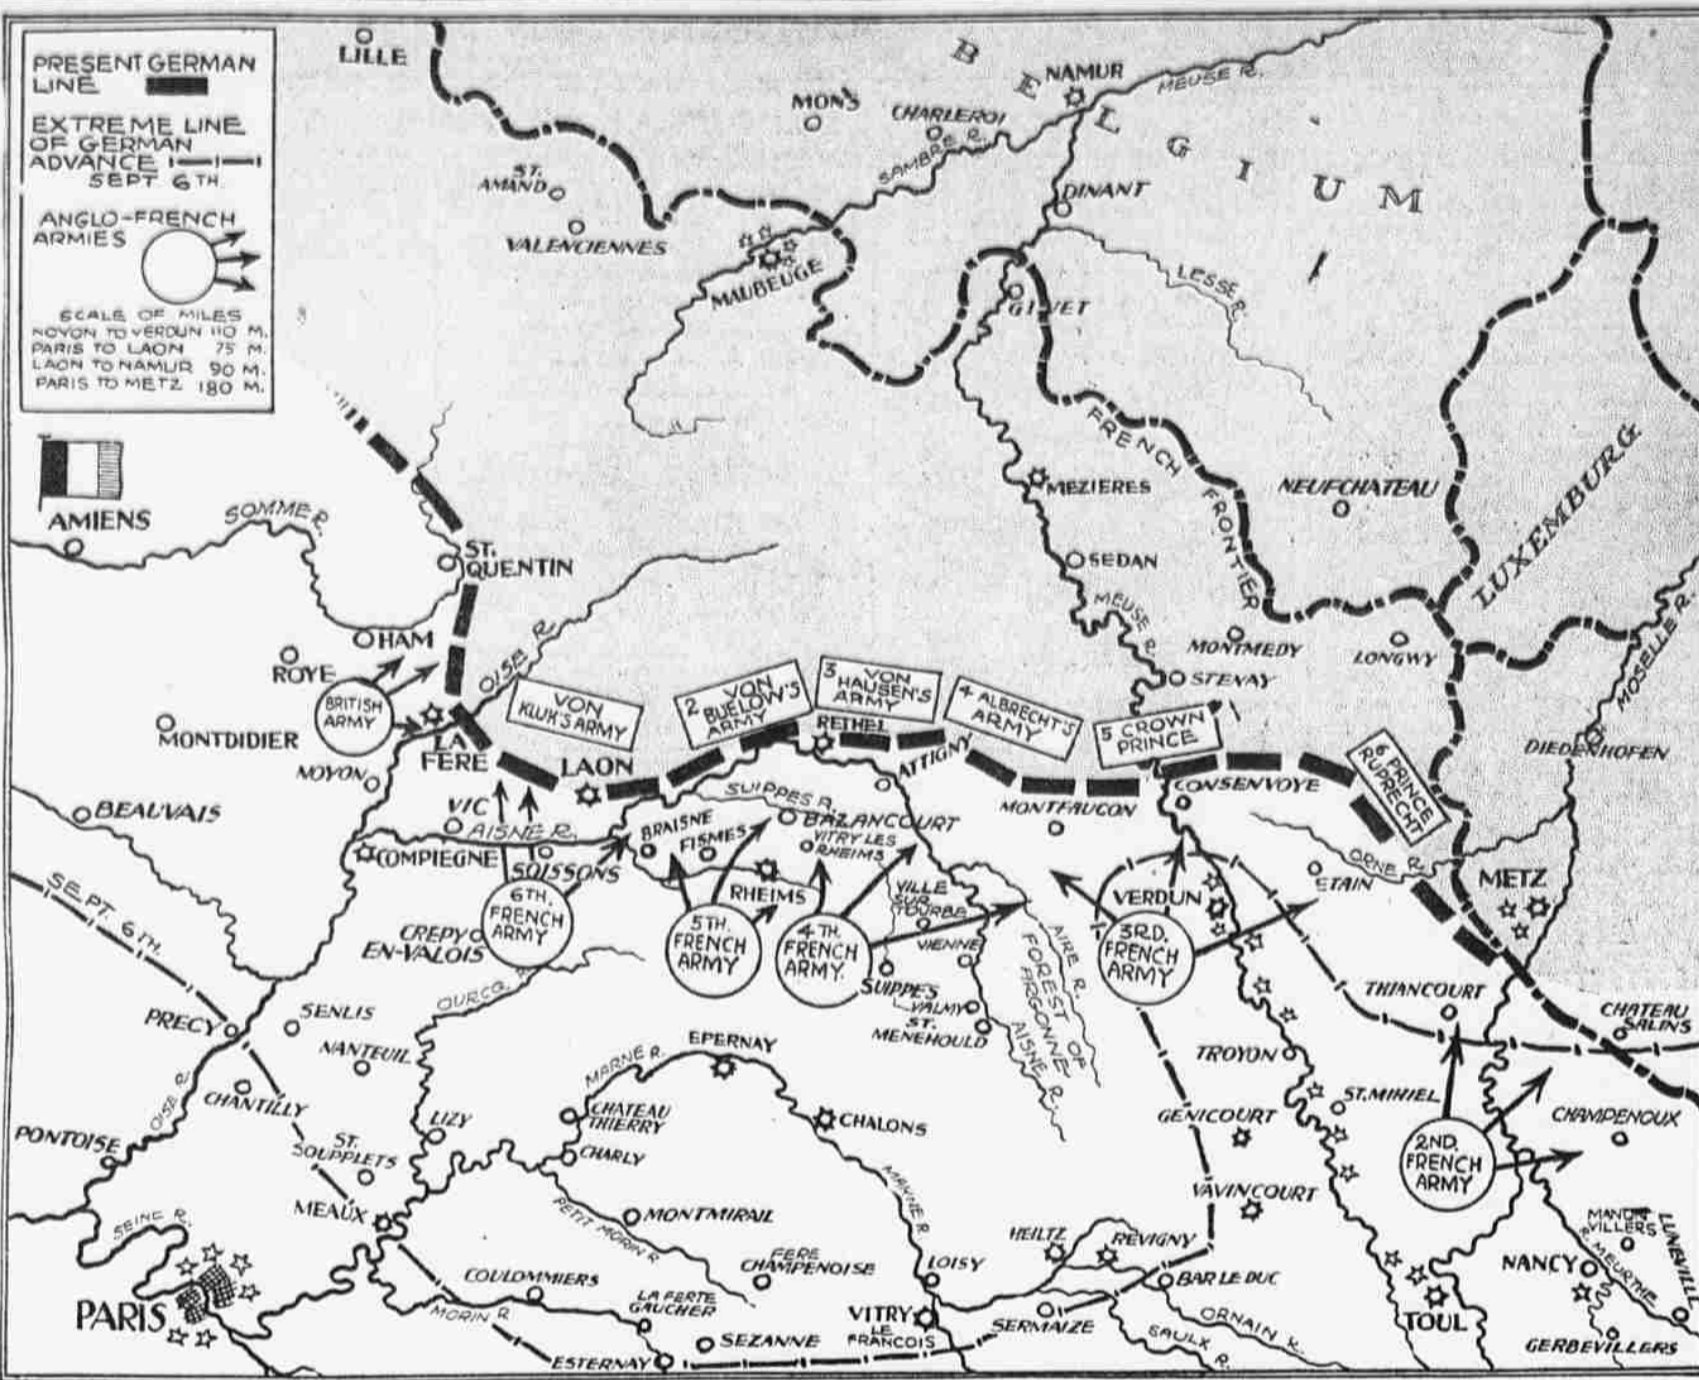 PRESENT GERMAN
LINE
EXTREME LINE
OF GERMAN
ADVANCE
SEPT. 6TH.
ANGLO-FRENCH
ARMIES
SCALE OF MILES
NOYON TO VERDUN 110 M.
PARIS TO LAON 75 M.
LAON TO NAMUR 90 M.
PARIS TO METZ 180 M.
LILLE
BELGIUM
NAMUR
MEUSE R.
MONS
CHARLEROI
SAMBRE R.
ST.
AMAND
DINANT
VALENCIENNES
MAUBEUGE
LESSE R.
GIVET
FRENCH
FRONTIER
MEZIERES
NEUFCHATEAU
LUXEMBURG
AMIENS
SOMME R.
ST.
QUENTIN
SEDAN
MEUSE R.
HAM
ROYE
OISE R.
MONTMEDY
LONGWY
STENAY
MOSELLE R.
BRITISH
ARMY
VON
KLUK'S ARMY
2 VON
BUELOW'S
ARMY
3 VON
HAUSEN'S
ARMY
4 ALBRECHT'S
ARMY
5 CROWN
PRINCE
6 PRINCE
RUPRECHT
MONTDIDIER
LA
FERE
RETHEL
ATTIGNY
DIEDENHOFEN
NOYON
LAON
MONTFAUCON
CONSENVOYE
BEAUVAIS
VIC
AISNE R.
SUIPPES R.
BAZANCOURT
BRAISNE
FISMES
VITRY LES
RHEIMS
COMPIEGNE
SOISSONS
ORNE R.
ETAIN
METZ
SEPT. 6TH.
RHEIMS
VILLE
SUR
TOURBE
VERDUN
6TH.
FRENCH
ARMY
5TH.
FRENCH
ARMY
4TH.
FRENCH
ARMY.
3RD.
FRENCH
ARMY
CREPY
EN-VALOIS
VIENNE
AIRE R.
FOREST OF
ARGONNE
AISNE R.
OURCQ
SUIPPES
VALMY
ST.
MENEHOULD
THIANCOURT
CHATEAU
SALINS
PRECY
SENLIS
NANTEUIL
EPERNAY
MARNE R.
TROYON
CHANTILLY
OISE R.
CHATEAU
THIERRY
CHALONS
GENICOURT
ST. MIHIEL
CHAMPENOUX
PONTOISE
ST.
SOUPPLETS
LIZY
CHARLY
2ND.
FRENCH
ARMY
MEAUX
PETIT MORIN R.
MONTMIRAIL
MARNE R.
VAVINCOURT
MANON
VILLERS
LUNEVILLE
SEINE R.
HEILTZ
REVIGNY
R. MEURTHE
COULOMMIERS
FERE
CHAMPENOISE
LOISY
BAR LE DUC
NANCY
PARIS
MORIN R.
LA FERTE
GAUCHER
VITRY
LE
FRANCOIS
SERMAIZE
ORNAIN R.
TOUL
ESTERNAY
SEZANNE
SAULX R.
GERBEVILLERS